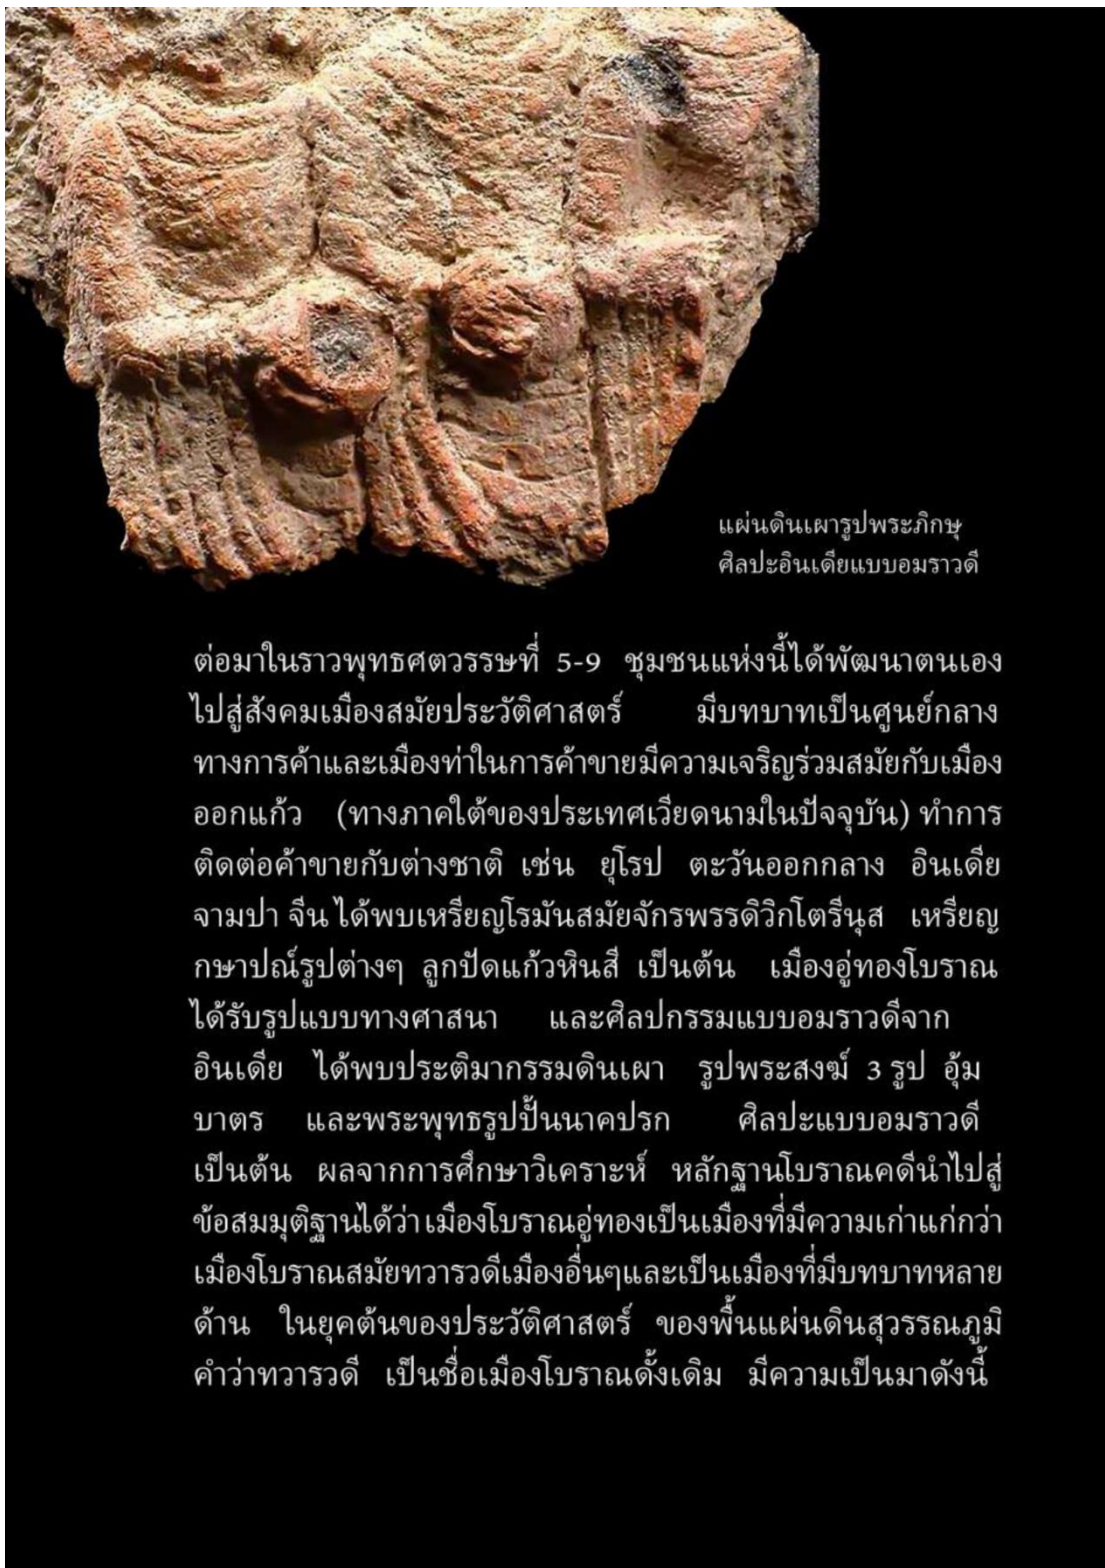 แผ่นดินเผารูปพระภิกษุ
ศิลปะอินเดียแบบอมราวดี
ต่อมาในราวพุทธศตวรรษที่ 5-9 ชุมชนแห่งนี้ได้พัฒนาตนเอง
ไปสู่สังคมเมืองสมัยประวัติศาสตร์ มีบทบาทเป็นศูนย์กลาง
ทางการค้าและเมืองท่าในการค้าขายมีความเจริญร่วมสมัยกับเมือง
ออกแก้ว (ทางภาคใต้ของประเทศเวียดนามในปัจจุบัน) ทำการ
ติดต่อค้าขายกับต่างชาติ เช่น ยุโรป ตะวันออกกลาง อินเดีย
จามปา จีน ได้พบเหรียญโรมันสมัยจักรพรรดิวิกโตรีนุส เหรียญ
กษาปณ์รูปต่างๆ ลูกปัดแก้วหินสี เป็นต้น เมืองอู่ทองโบราณ
ได้รับรูปแบบทางศาสนา และศิลปกรรมแบบอมราวดีจาก
อินเดีย ได้พบประติมากรรมดินเผา รูปพระสงฆ์ 3 รูป อุ้ม
บาตร และพระพุทธรูปปั้นนาคปรก ศิลปะแบบอมราวดี
เป็นต้น ผลจากการศึกษาวิเคราะห์ หลักฐานโบราณคดีนำไปสู่
ข้อสมมุติฐานได้ว่า เมืองโบราณอู่ทองเป็นเมืองที่มีความเก่าแก่กว่า
เมืองโบราณสมัยทวารวดีเมืองอื่นๆและเป็นเมืองที่มีบทบาทหลาย
ด้าน ในยุคต้นของประวัติศาสตร์ ของพื้นแผ่นดินสุวรรณภูมิ
คำว่าทวารวดี เป็นชื่อเมืองโบราณดั้งเดิม มีความเป็นมาดังนี้